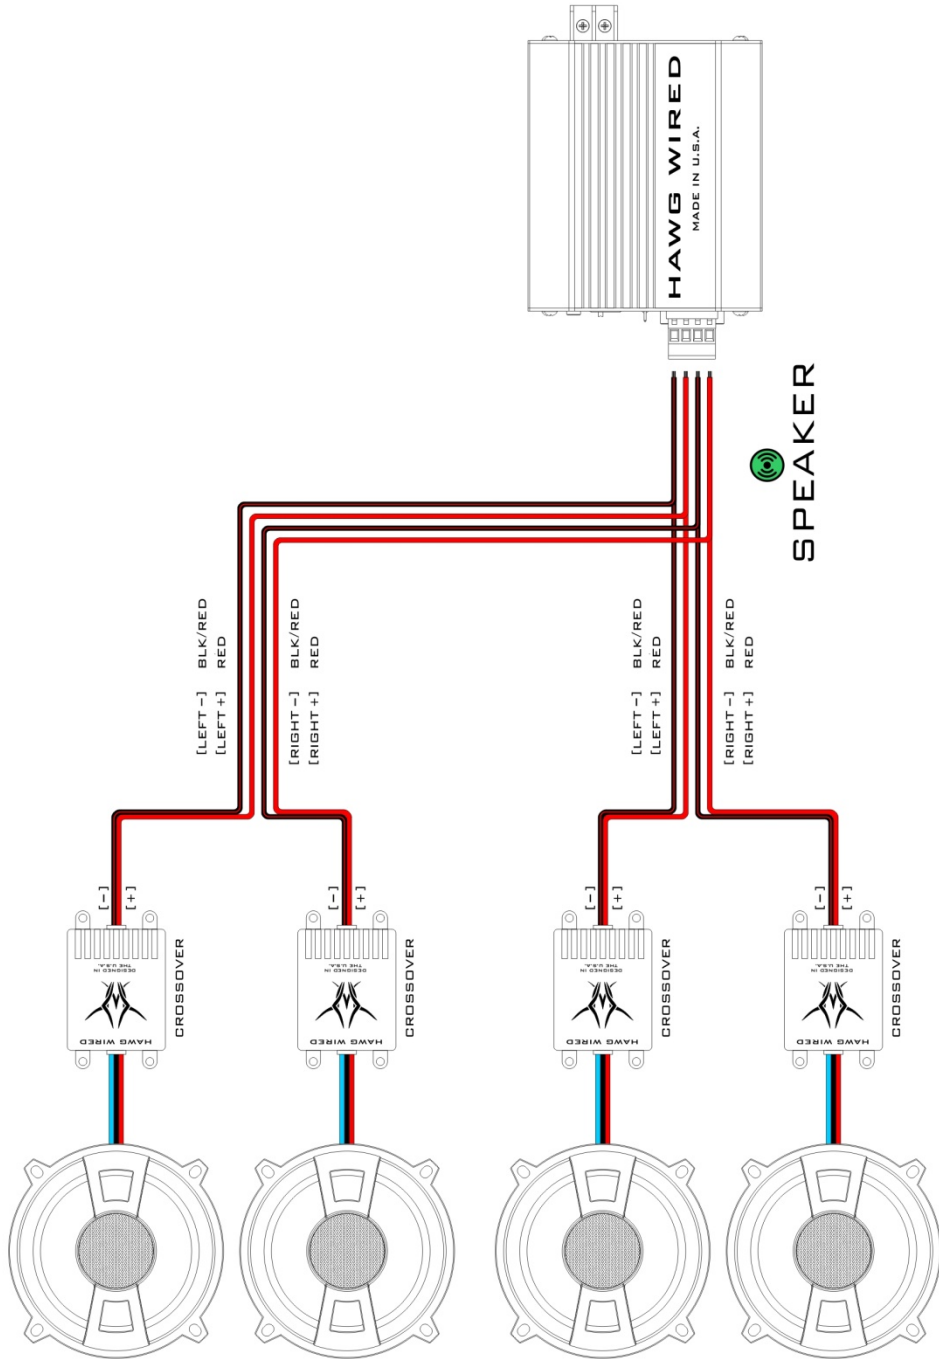 HAWG WIRED
MADE IN U.S.A.
SPEAKER
[LEFT -] BLK/RED
[LEFT +] RED
[RIGHT -] BLK/RED
[RIGHT +] RED
[LEFT -] BLK/RED
[LEFT +] RED
[RIGHT -] BLK/RED
[RIGHT +] RED
[-]
[+]
[-]
[+]
[-]
[+]
[-]
[+]
DESIGNED IN
THE U.S.A.
HAWG WIRED
CROSSOVER
DESIGNED IN
THE U.S.A.
HAWG WIRED
CROSSOVER
DESIGNED IN
THE U.S.A.
HAWG WIRED
CROSSOVER
DESIGNED IN
THE U.S.A.
HAWG WIRED
CROSSOVER